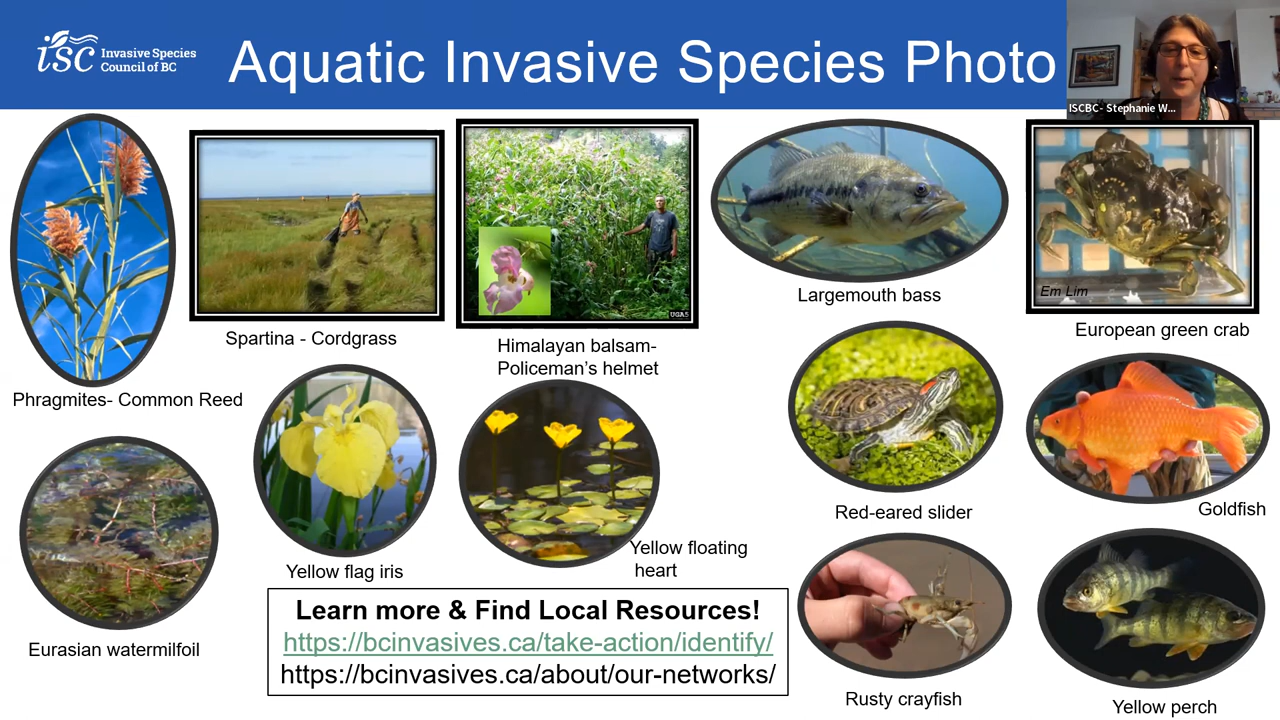 isc Invasive Species
Council of BC
Aquatic Invasive Species Photo
ISCBC- Stephanie W...
Em Lim
UGA5
Largemouth bass
European green crab
Spartina - Cordgrass
Himalayan balsam-
Policeman’s helmet
Phragmites- Common Reed
Red-eared slider
Goldfish
Yellow floating
heart
Yellow flag iris
Eurasian watermilfoil
Learn more & Find Local Resources!
https://bcinvasives.ca/take-action/identify/
https://bcinvasives.ca/about/our-networks/
Rusty crayfish
Yellow perch